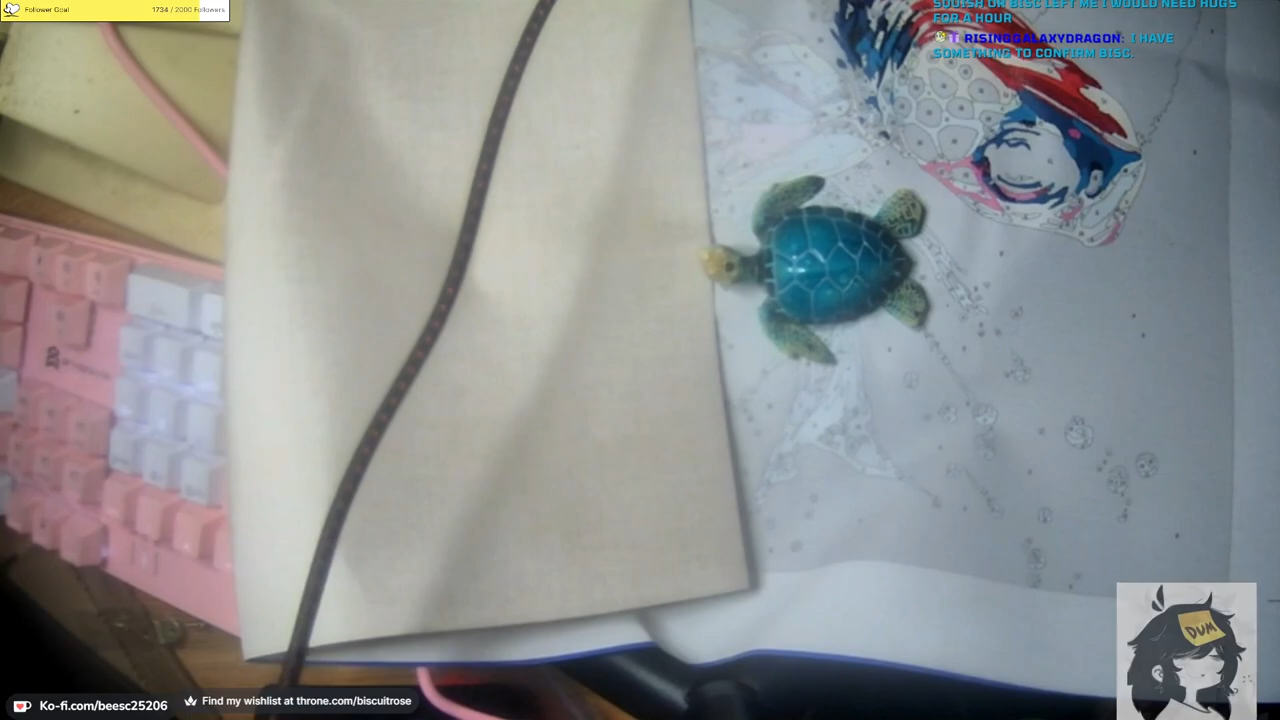 Follower Goal
1734 / 2000 Followers
SQUISH OR BISC LEFT ME I WOULD NEED HUGS
FOR A HOUR
RISINGGALAXYDRAGON: I HAVE
SOMETHING TO CONFIRM BISC.
DUM
Ko-fi.com/beesc25206
Find my wishlist at throne.com/biscuitrose